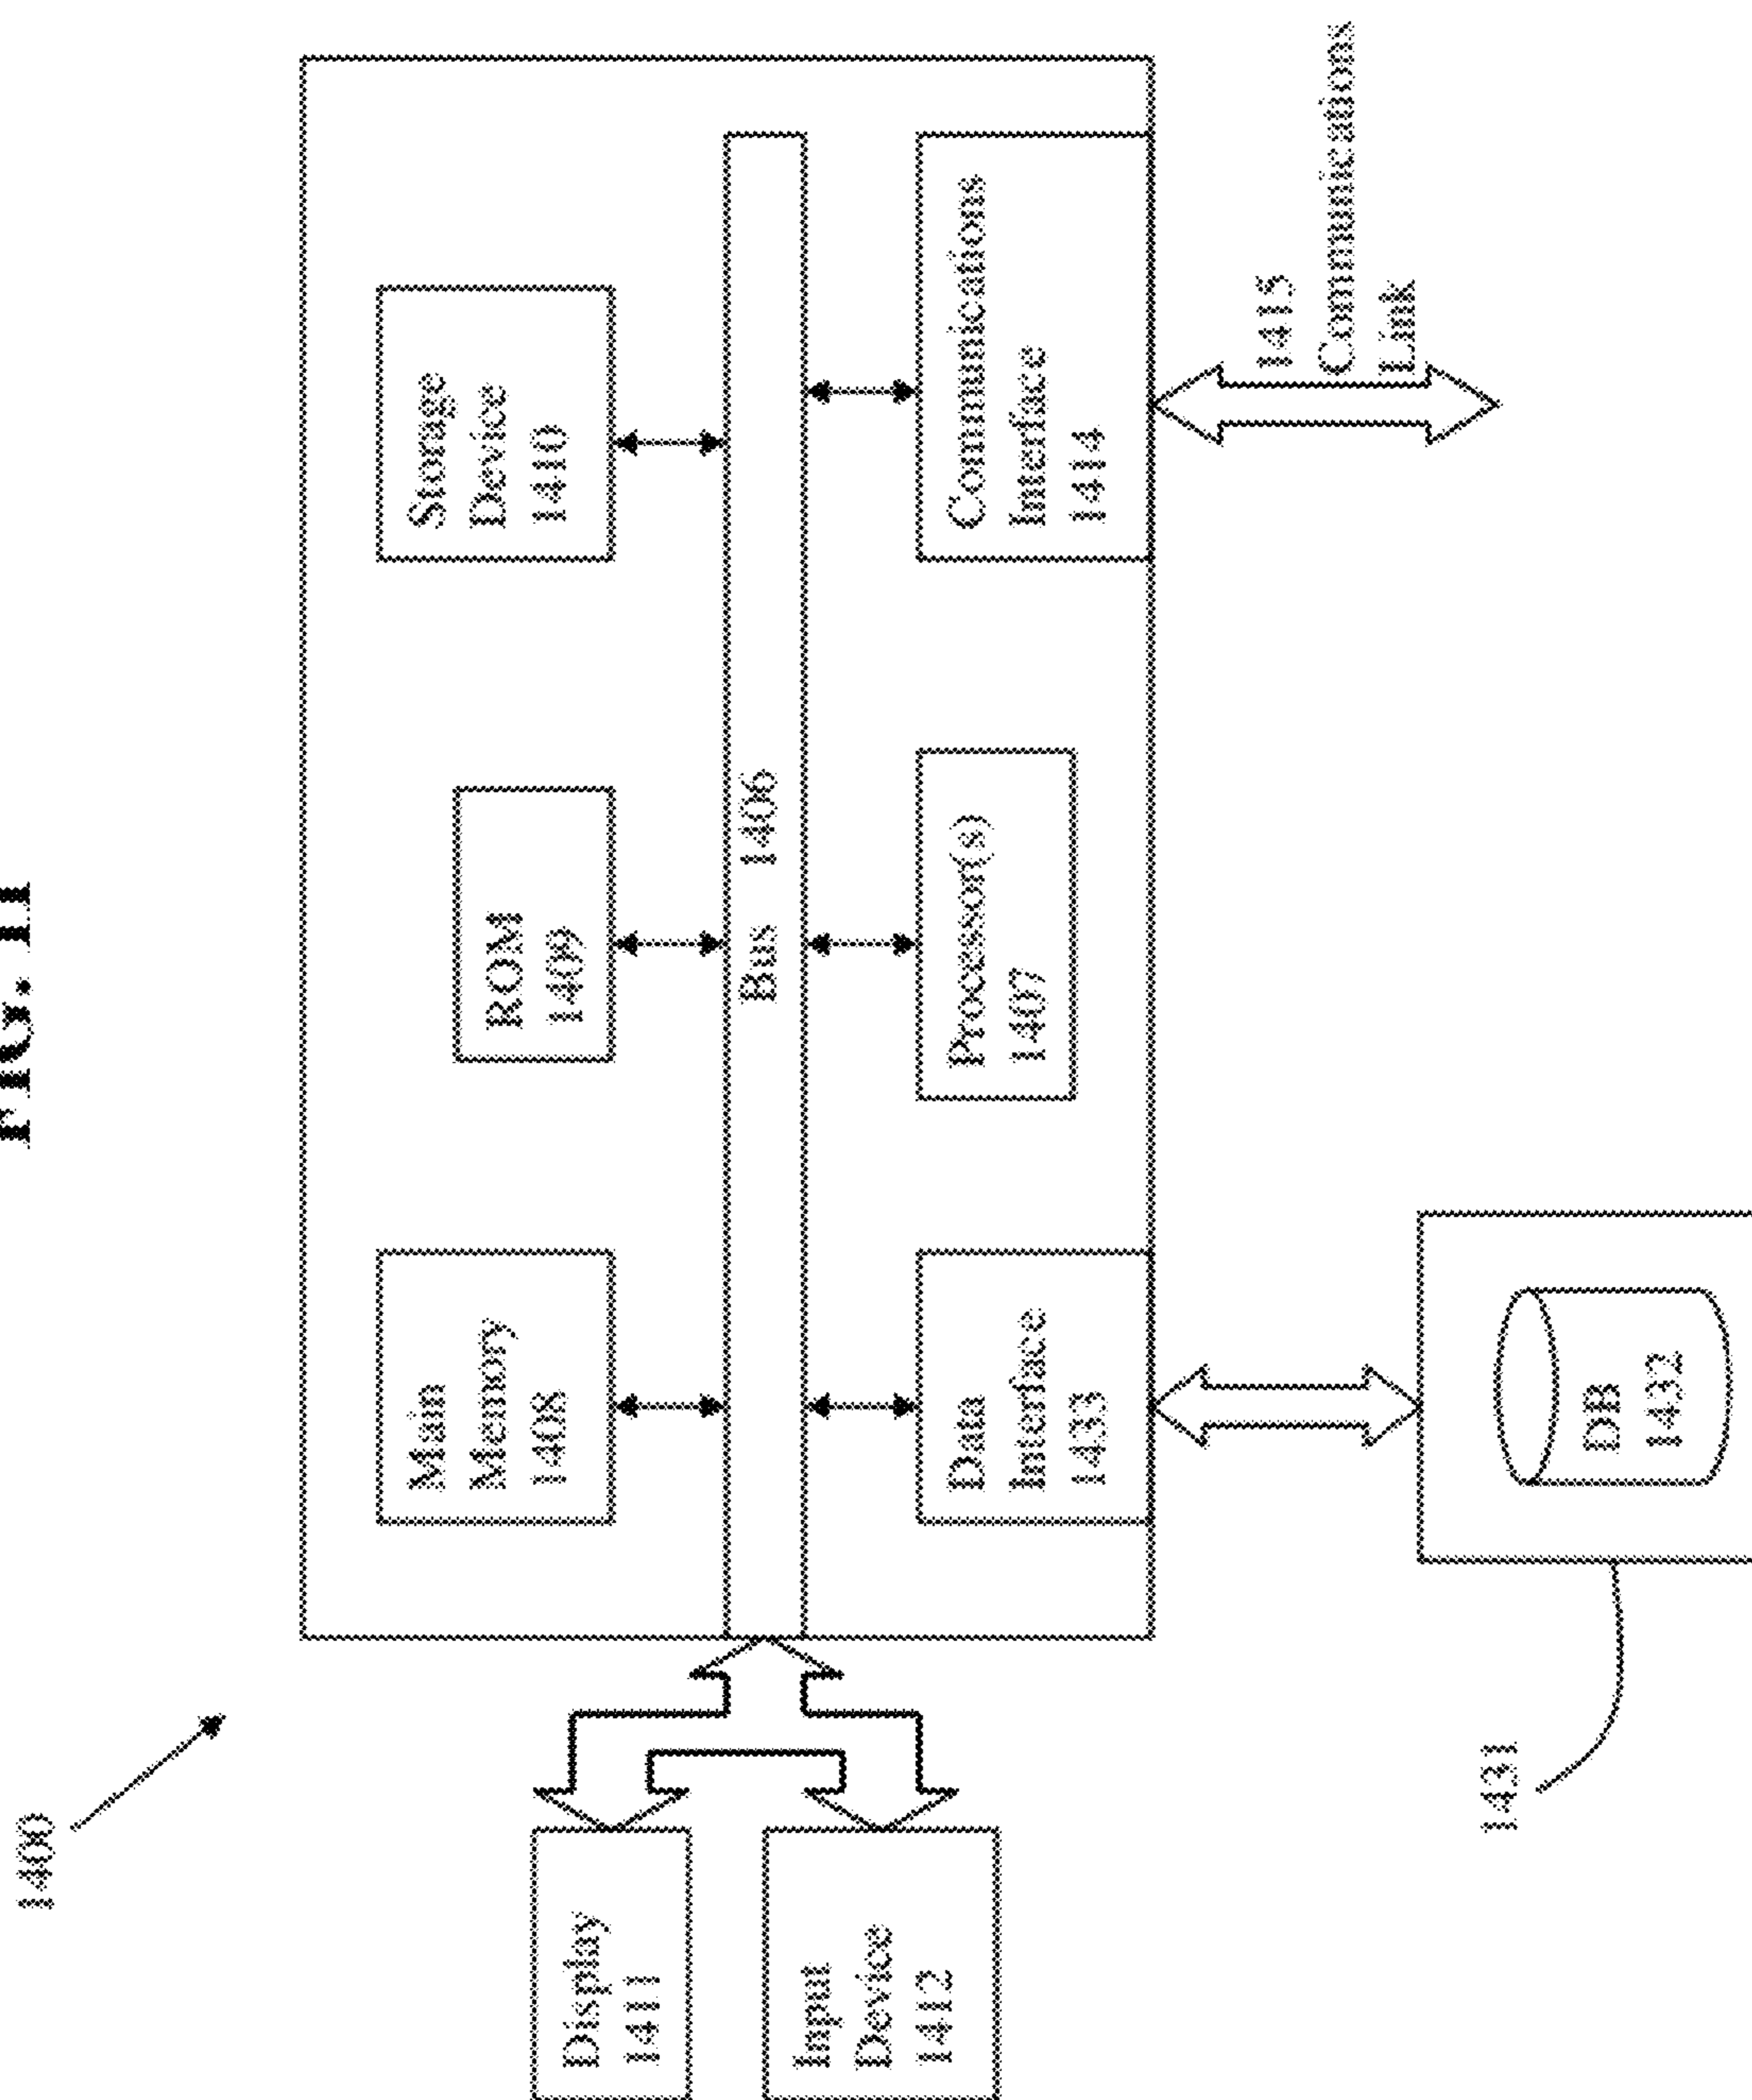 FIG. 11
1400
Main
Memory
1408
ROM
1409
Storage
Device
1410
Display
1411
Bus 1406
Input
Device
1412
Data
Interface
1433
Processor(s)
1407
Communications
Interface
1414
1415
Communications
Link
1431
DB
1432